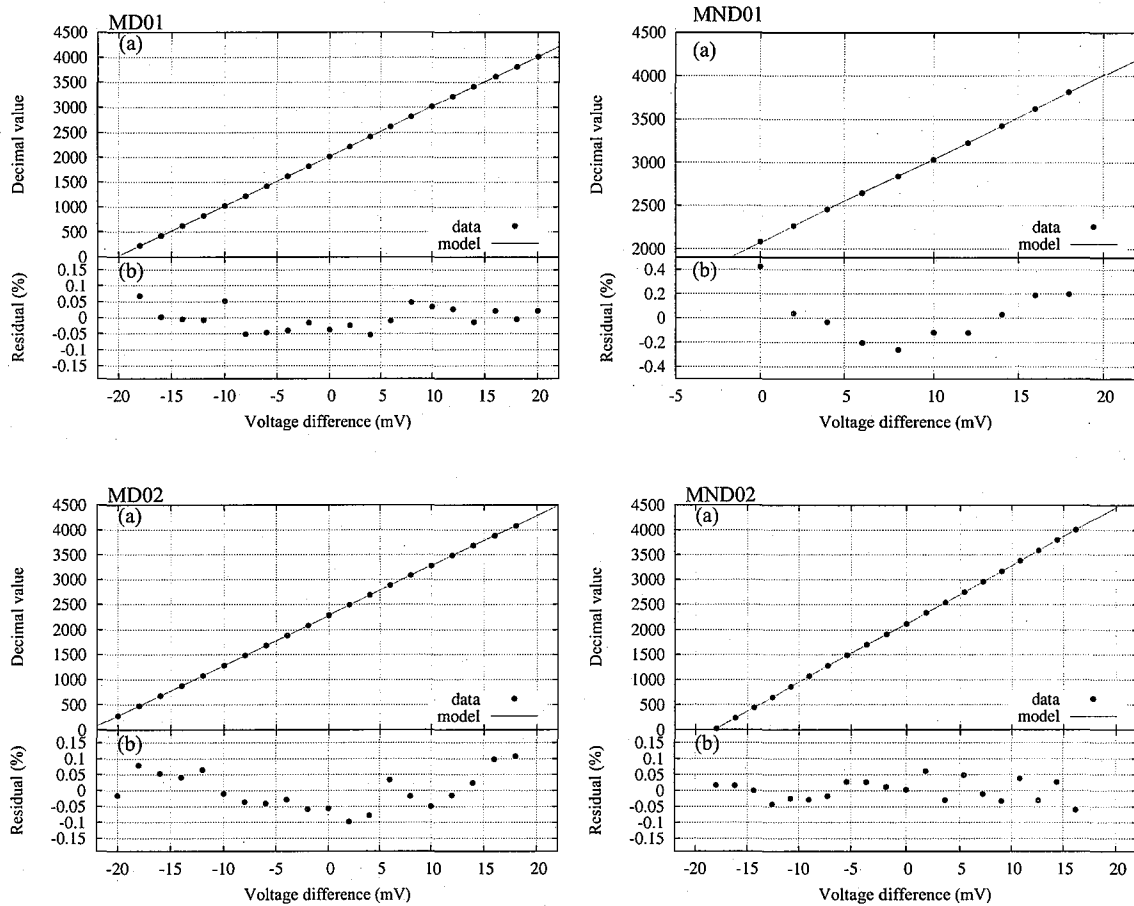 MD01
(a)
4500
4000
3500
3000
2500
2000
1500
1000
500
0
Decimal value
data
model
(b)
0.15
0.1
0.05
0
-0.05
-0.1
-0.15
Residual (%)
-20 -15 -10 -5 0 5 10 15 20
Voltage difference (mV)
MND01
(a)
4500
4000
3500
3000
2500
2000
Decimal value
data
model
(b)
0.4
0.2
0
-0.2
-0.4
Residual (%)
-5 0 5 10 15 20
Voltage difference (mV)
MD02
(a)
4500
4000
3500
3000
2500
2000
1500
1000
500
0
Decimal value
data
model
(b)
0.15
0.1
0.05
0
-0.05
-0.1
-0.15
Residual (%)
-20 -15 -10 -5 0 5 10 15 20
Voltage difference (mV)
MND02
(a)
4500
4000
3500
3000
2500
2000
1500
1000
500
0
Decimal value
data
model
(b)
0.15
0.1
0.05
0
-0.05
-0.1
-0.15
Residual (%)
-20 -15 -10 -5 0 5 10 15 20
Voltage difference (mV)